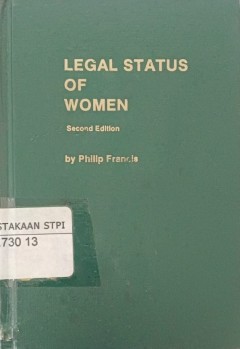 LEGAL STATUS
OF
WOMEN
Second Edition
by Philip Francis
STAKAAN STPI
730 13